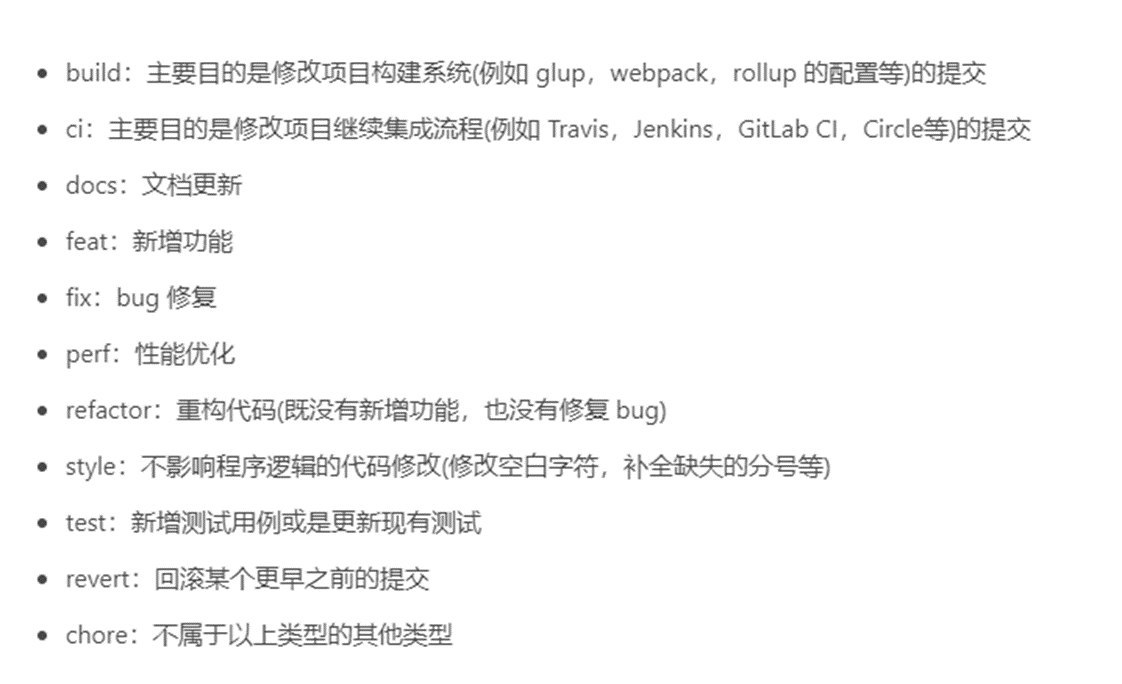 build：主要目的是修改项目构建系统(例如 glup，webpack，rollup 的配置等)的提交
ci：主要目的是修改项目继续集成流程(例如 Travis，Jenkins，GitLab CI，Circle等)的提交
docs：文档更新
feat：新增功能
fix：bug 修复
perf：性能优化
refactor：重构代码(既没有新增功能，也没有修复 bug)
style：不影响程序逻辑的代码修改(修改空白字符，补全缺失的分号等)
test：新增测试用例或是更新现有测试
revert：回滚某个更早之前的提交
chore：不属于以上类型的其他类型